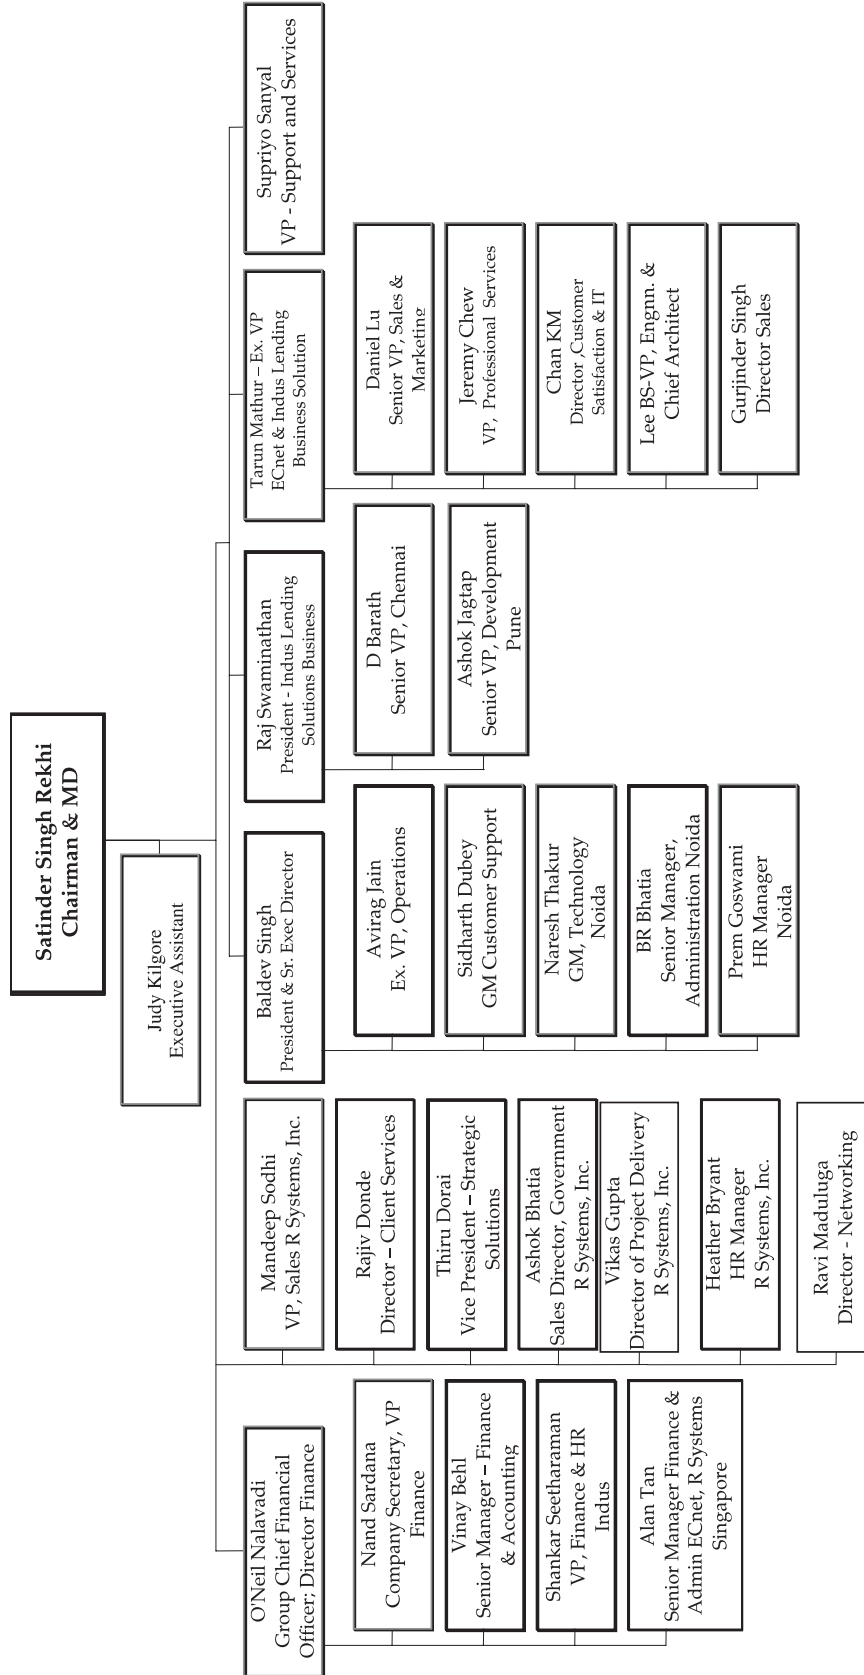 Satinder Singh Rekhi
Chairman & MD
Judy Kilgore
Executive Assistant
O'Neil Nalavadi
Group Chief Financial
Officer; Director Finance
Nand Sardana
Company Secretary, VP
Finance
Vinay Behl
Senior Manager – Finance
& Accounting
Shankar Seetharaman
VP, Finance & HR
Indus
Alan Tan
Senior Manager Finance &
Admin ECnet, R Systems
Singapore
Mandeep Sodhi
VP, Sales R Systems, Inc.
Rajiv Donde
Director – Client Services
Thiru Dorai
Vice President – Strategic
Solutions
Ashok Bhatia
Sales Director, Government
R Systems, Inc.
Vikas Gupta
Director of Project Delivery
R Systems, Inc.
Heather Bryant
HR Manager
R Systems, Inc.
Ravi Maduluga
Director - Networking
Baldev Singh
President & Sr. Exec Director
Avirag Jain
Ex. VP, Operations
Sidharth Dubey
GM Customer Support
Naresh Thakur
GM, Technology
Noida
BR Bhatia
Senior Manager,
Administration Noida
Prem Goswami
HR Manager
Noida
Raj Swaminathan
President - Indus Lending
Solutions Business
D Barath
Senior VP, Chennai
Ashok Jagtap
Senior VP, Development
Pune
Tarun Mathur – Ex. VP
ECnet & Indus Lending
Business Solution
Daniel Lu
Senior VP, Sales &
Marketing
Jeremy Chew
VP, Professional Services
Chan KM
Director ,Customer
Satisfaction & IT
Lee BS-VP, Engnn. &
Chief Architect
Gurjinder Singh
Director Sales
Supriyo Sanyal
VP - Support and Services